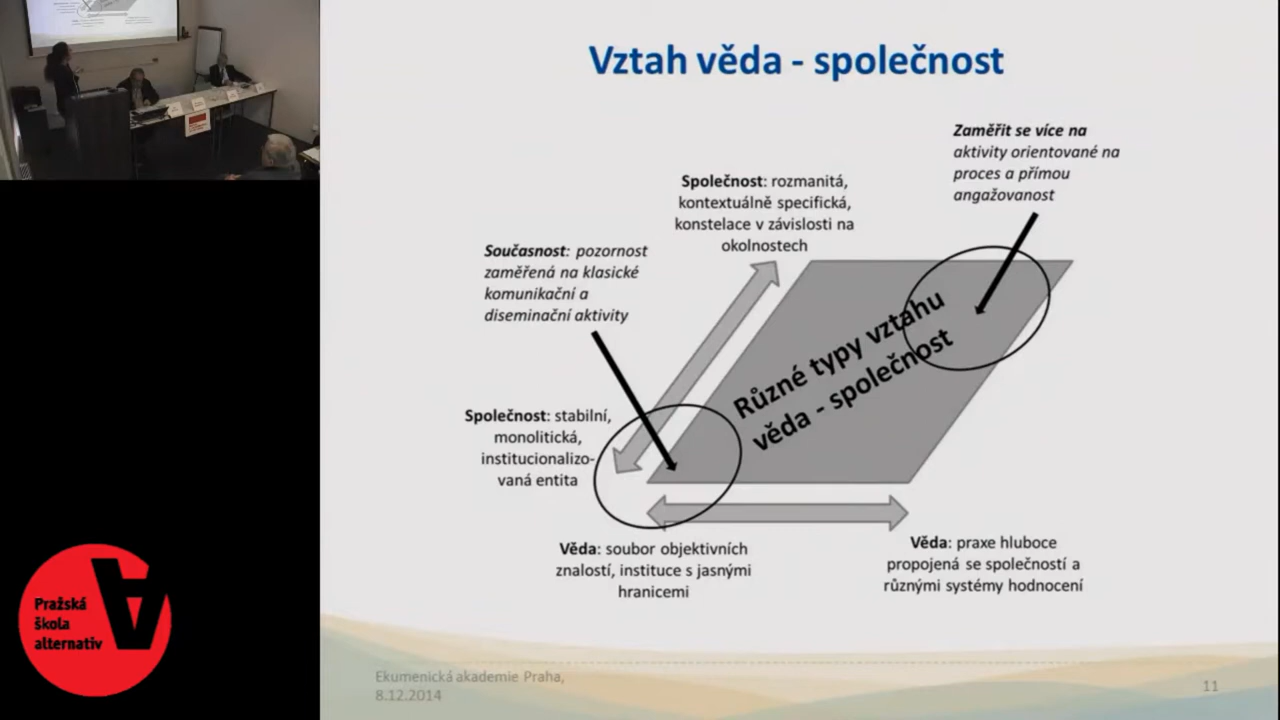 Vztah věda - společnost
Zaměřit se více na
aktivity orientované na
proces a přímou
angažovanost
Společnost: rozmanitá,
kontextuálně specifická,
konstelace v závislosti na
okolnostech
Současnost: pozornost
zaměřená na klasické
komunikační a
diseminační aktivity
Různé typy vztahu
věda - společnost
Společnost: stabilní,
monolitická,
institucionalizo-
vaná entita
Věda: soubor objektivních
znalostí, instituce s jasnými
hranicemi
Věda: praxe hluboce
propojená se společností a
různými systémy hodnocení
Pražská
škola
alternativ
Ekumenická akademie Praha,
8.12.2014
11